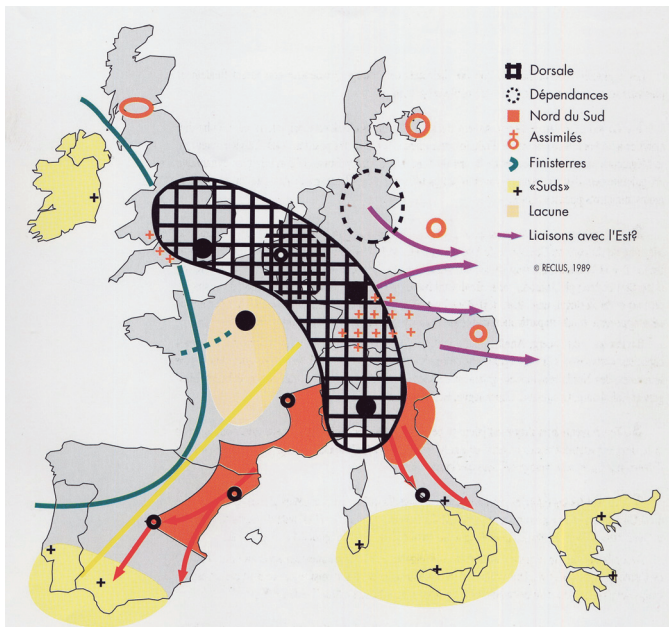 Dorsale
Dépendances
Nord du Sud
Assimilés
Finisterres
«Suds»
Lacune
Liaisons avec l'Est?
© RECLUS, 1989